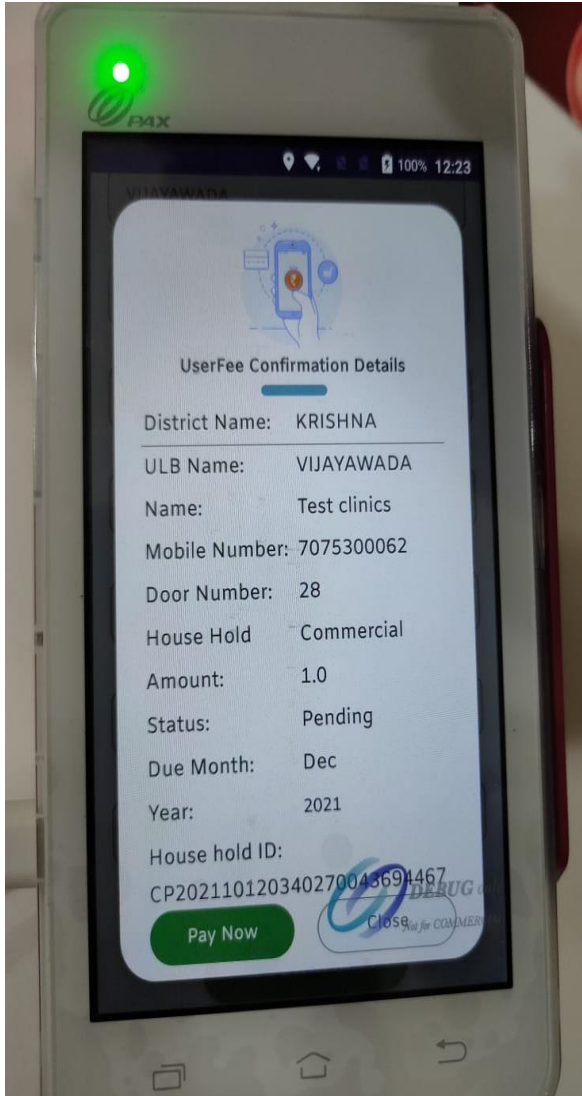 PAX
100% 12:23
VIJAYAWADA
UserFee Confirmation Details
District Name: KRISHNA
ULB Name: VIJAYAWADA
Name: Test clinics
Mobile Number: 7075300062
Door Number: 28
House Hold Commercial
Amount: 1.0
Status: Pending
Due Month: Dec
Year: 2021
House hold ID:
CP202110120340270043694467
DEBUG
Pay Now Close
Not for COMMER